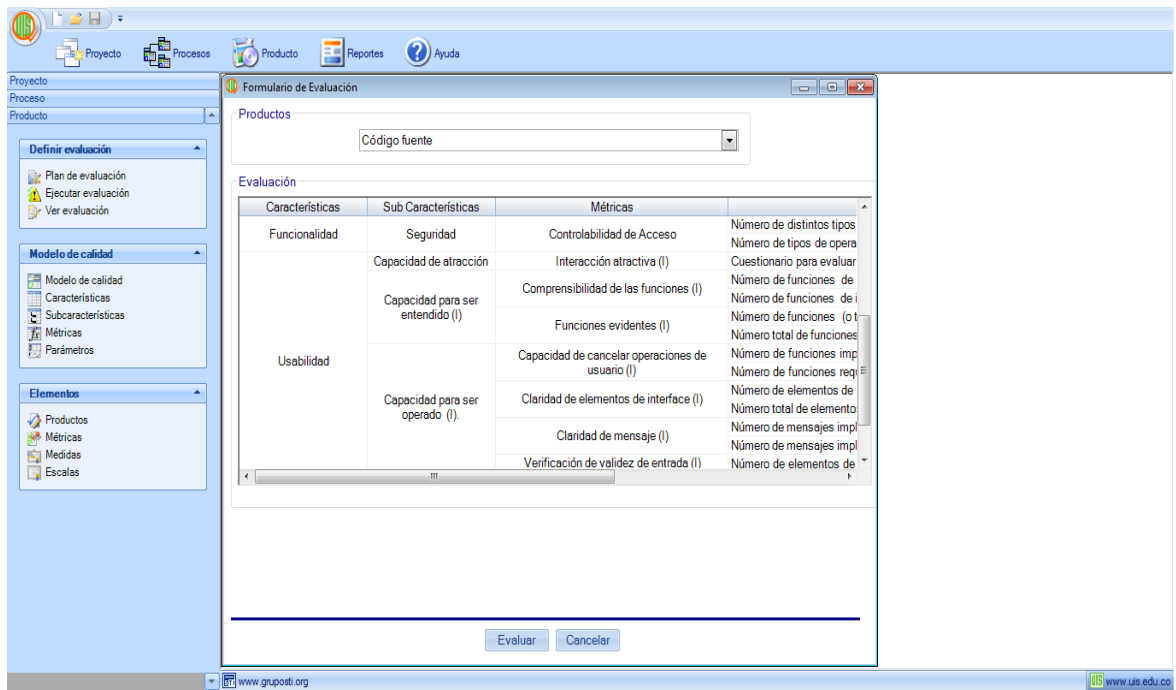 UIS
Proyecto
Procesos
Producto
Reportes
Ayuda
Proyecto
Proceso
Producto
Definir evaluación
Plan de evaluación
Ejecutar evaluación
Ver evaluación
Modelo de calidad
Modelo de calidad
Características
Subcaracterísticas
Métricas
Parámetros
Elementos
Productos
Métricas
Medidas
Escalas
Formulario de Evaluación
Productos
Código fuente
Evaluación
Características
Sub Características
Métricas
Funcionalidad
Seguridad
Controlabilidad de Acceso
Número de distintos tipos
Número de tipos de opera
Usabilidad
Capacidad de atracción
Interacción atractiva (I)
Cuestionario para evaluar
Capacidad para ser
entendido (I)
Comprensibilidad de las funciones (I)
Número de funciones de
Número de funciones de i
Funciones evidentes (I)
Número de funciones (o t
Número total de funciones
Capacidad para ser
operado (I).
Capacidad de cancelar operaciones de
usuario (I)
Número de funciones imp
Número de funciones requ
Claridad de elementos de interface (I)
Número de elementos de
Número total de elemento
Claridad de mensaje (I)
Número de mensajes impl
Número de mensajes impl
Verificación de validez de entrada (I)
Número de elementos de
Evaluar
Cancelar
www.gruposti.org
UIS
www.uis.edu.co